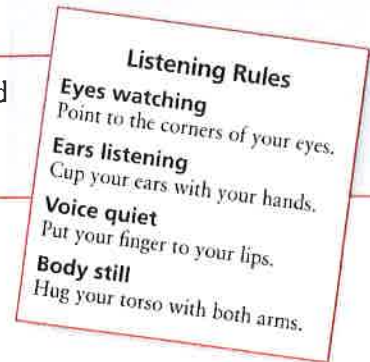 Listening Rules
Eyes watching
Point to the corners of your eyes.
Ears listening
Cup your ears with your hands.
Voice quiet
Put your finger to your lips.
Body still
Hug your torso with both arms.